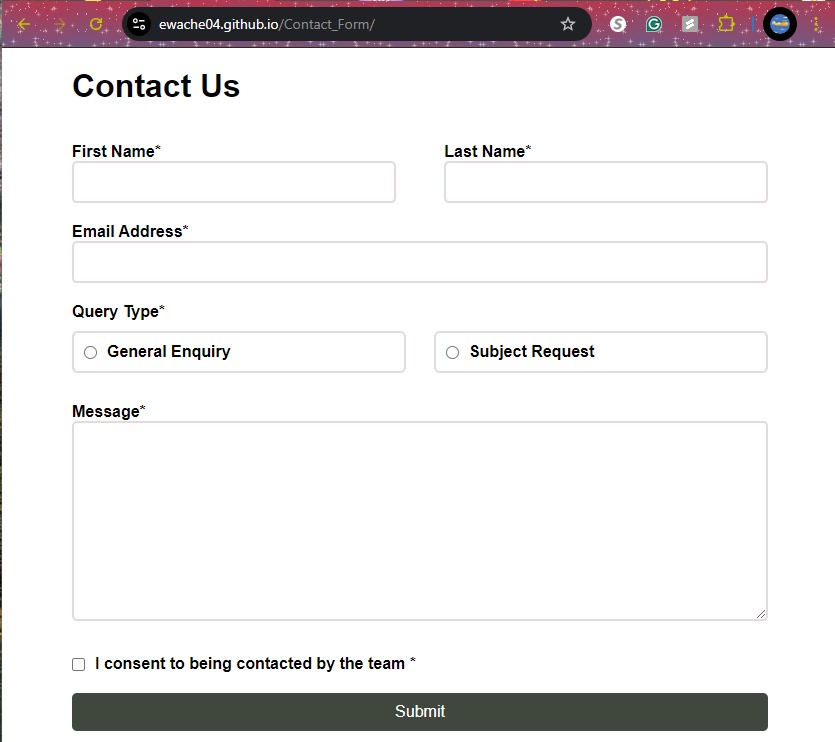 ewache04.github.io/Contact_Form/
Contact Us
First Name* Last Name*
Email Address*
Query Type*
General Enquiry Subject Request
Message*
I consent to being contacted by the team *
Submit